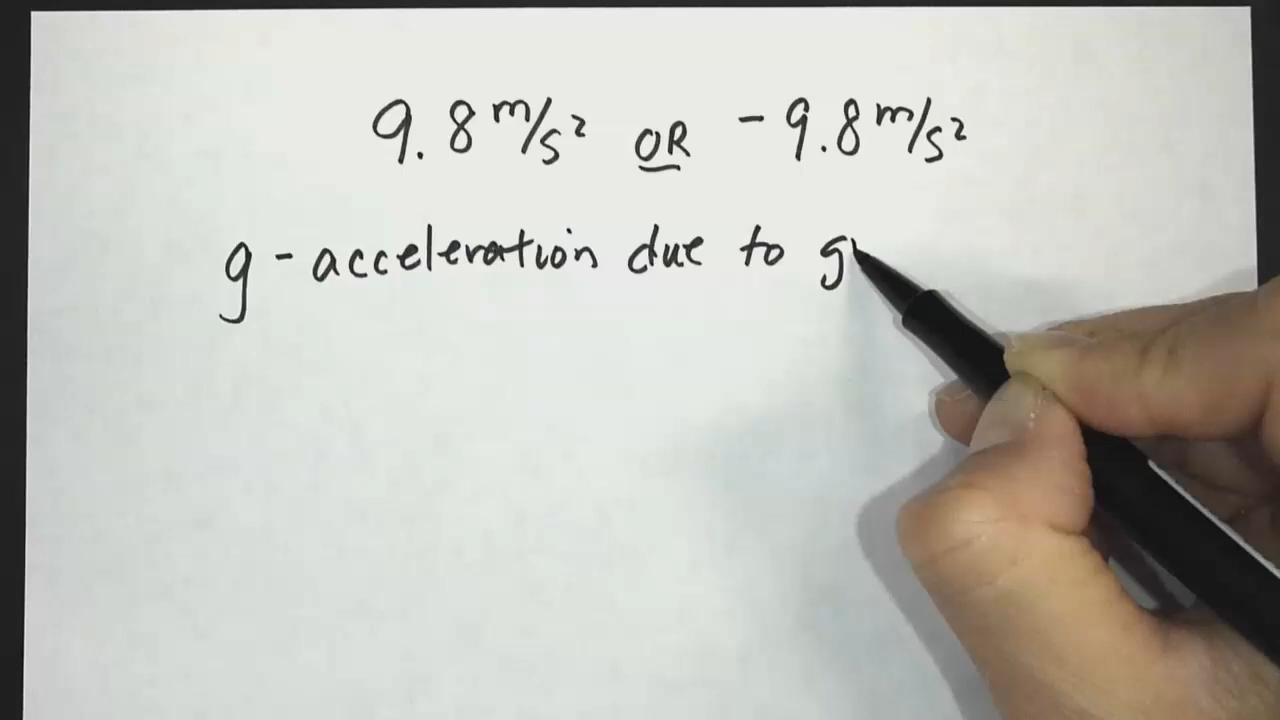 9.8 m/s² OR -9.8 m/s²
g - acceleration due to g